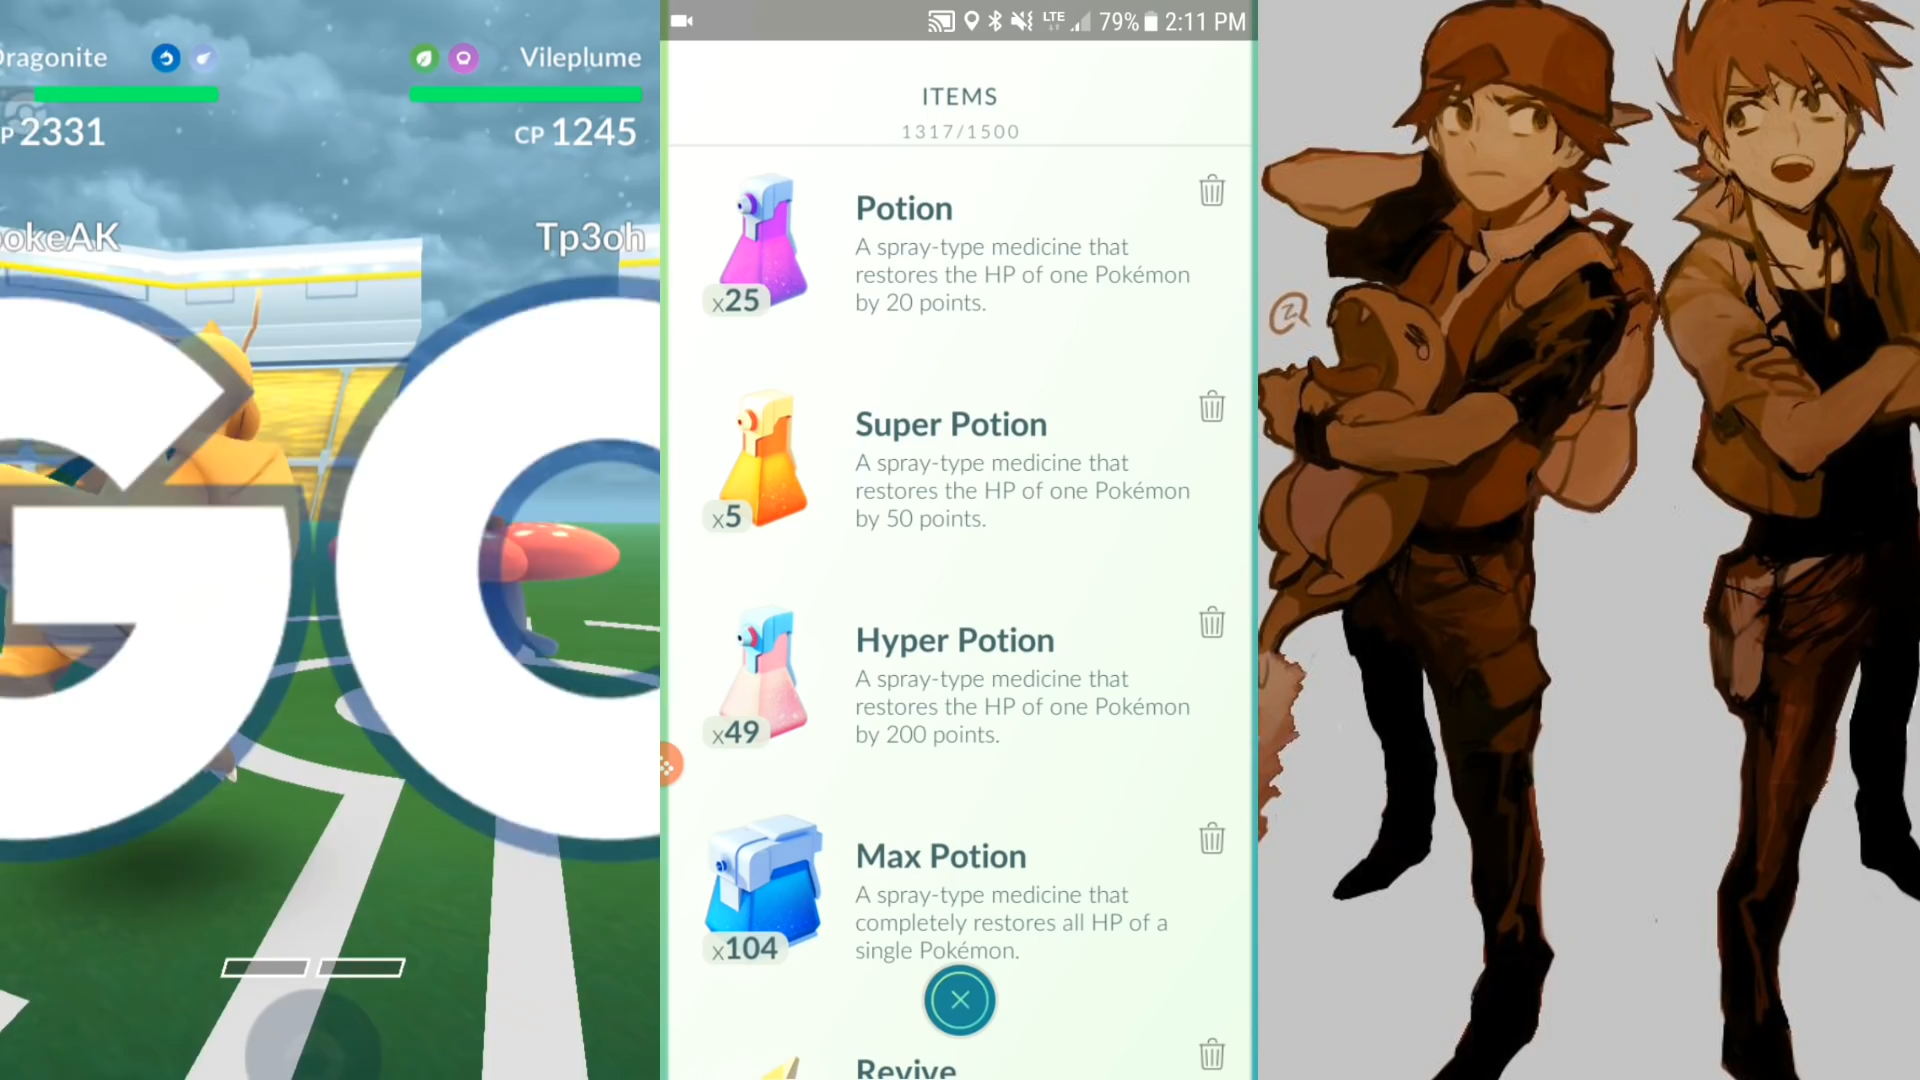 ragonite
Vileplume
P 2331
CP 1245
okeAK
Tp3oh
GO
LTE 79% 2:11 PM
ITEMS
1317/1500
Potion
A spray-type medicine that
restores the HP of one Pokémon
by 20 points.
x25
Super Potion
A spray-type medicine that
restores the HP of one Pokémon
by 50 points.
x5
Hyper Potion
A spray-type medicine that
restores the HP of one Pokémon
by 200 points.
x49
Max Potion
A spray-type medicine that
completely restores all HP of a
single Pokémon.
x104
Revive
Z